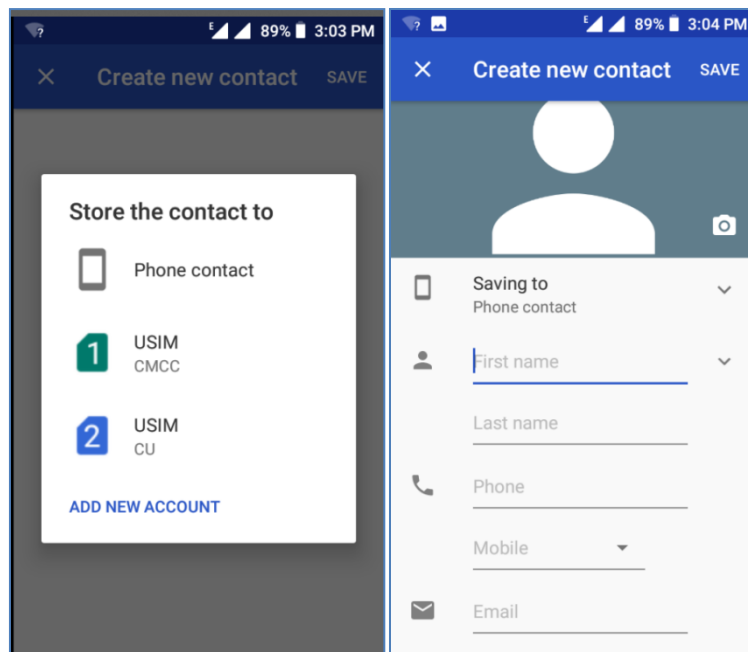 E 89% 3:03 PM
Create new contact SAVE
Store the contact to
Phone contact
1 USIM
CMCC
2 USIM
CU
ADD NEW ACCOUNT
? E 89% 3:04 PM
Create new contact SAVE
Saving to
Phone contact
First name
Last name
Phone
Mobile
Email